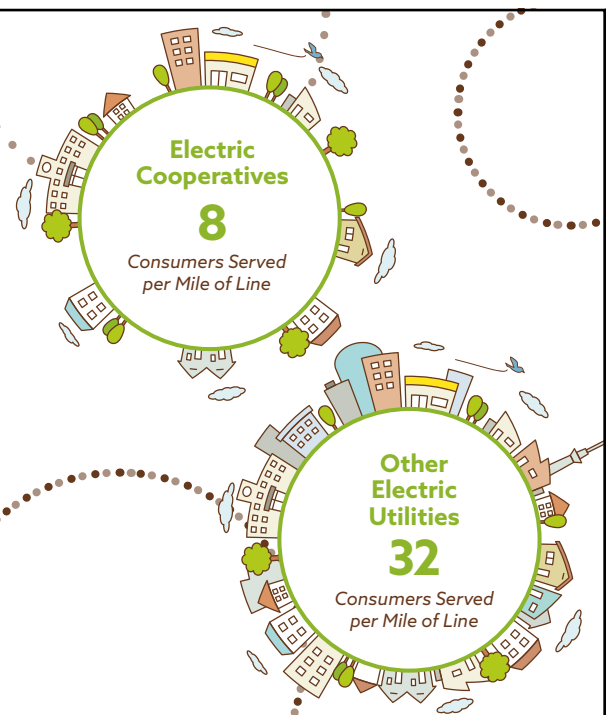 Electric
Cooperatives
8
Consumers Served
per Mile of Line
Other
Electric
Utilities
32
Consumers Served
per Mile of Line